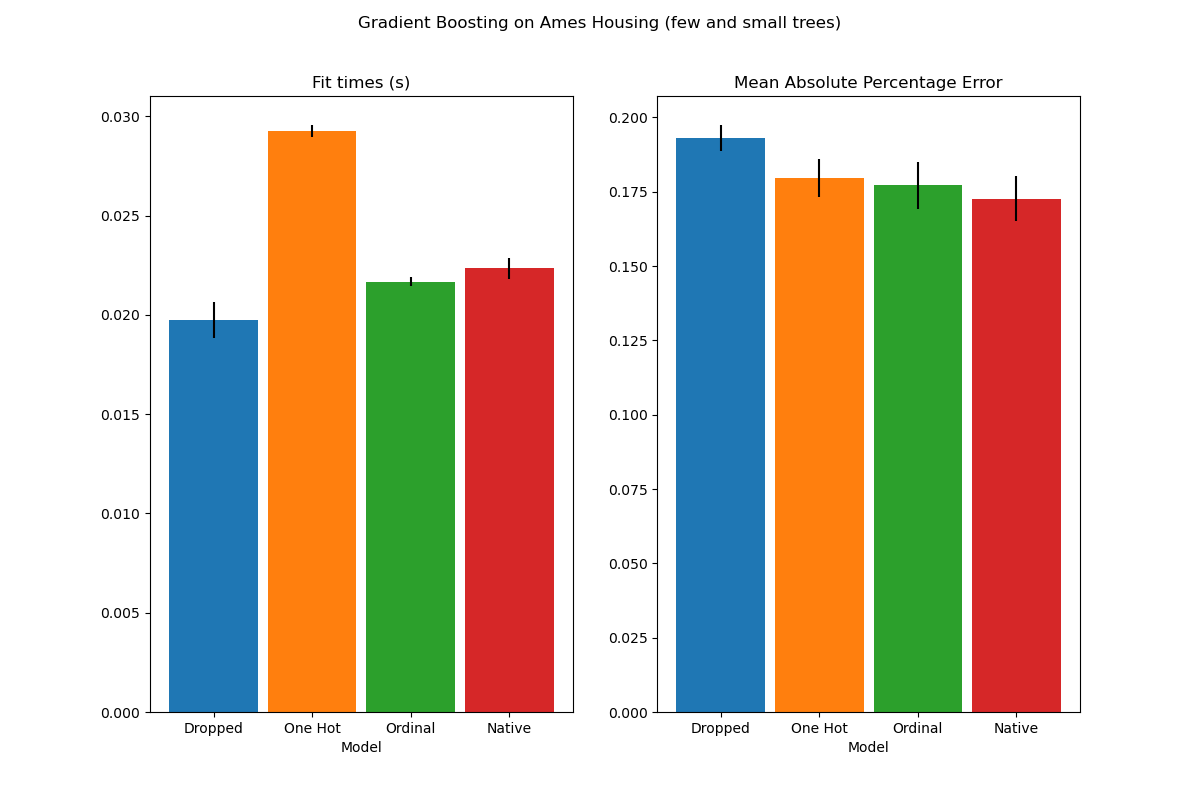 Gradient Boosting on Ames Housing (few and small trees)
Fit times (s)
0.030
0.025
0.020
0.015
0.010
0.005
0.000
Dropped One Hot Ordinal Native
Model
Mean Absolute Percentage Error
0.200
0.175
0.150
0.125
0.100
0.075
0.050
0.025
0.000
Dropped One Hot Ordinal Native
Model